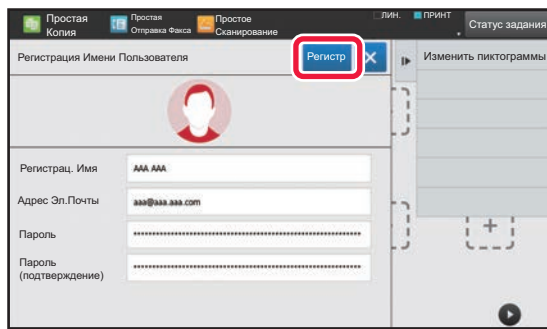 Простая
Копия
Простая
Отправка Факса
Простое
Сканирование
ЛИН.
ПРИНТ
Статус задания
Регистрация Имени Пользователя
Регистр
Изменить пиктограммы
Регистрац. Имя
AAA AAA
Адрес Эл.Почты
aaa@aaa.aaa.com
Пароль
Пароль
(подтверждение)